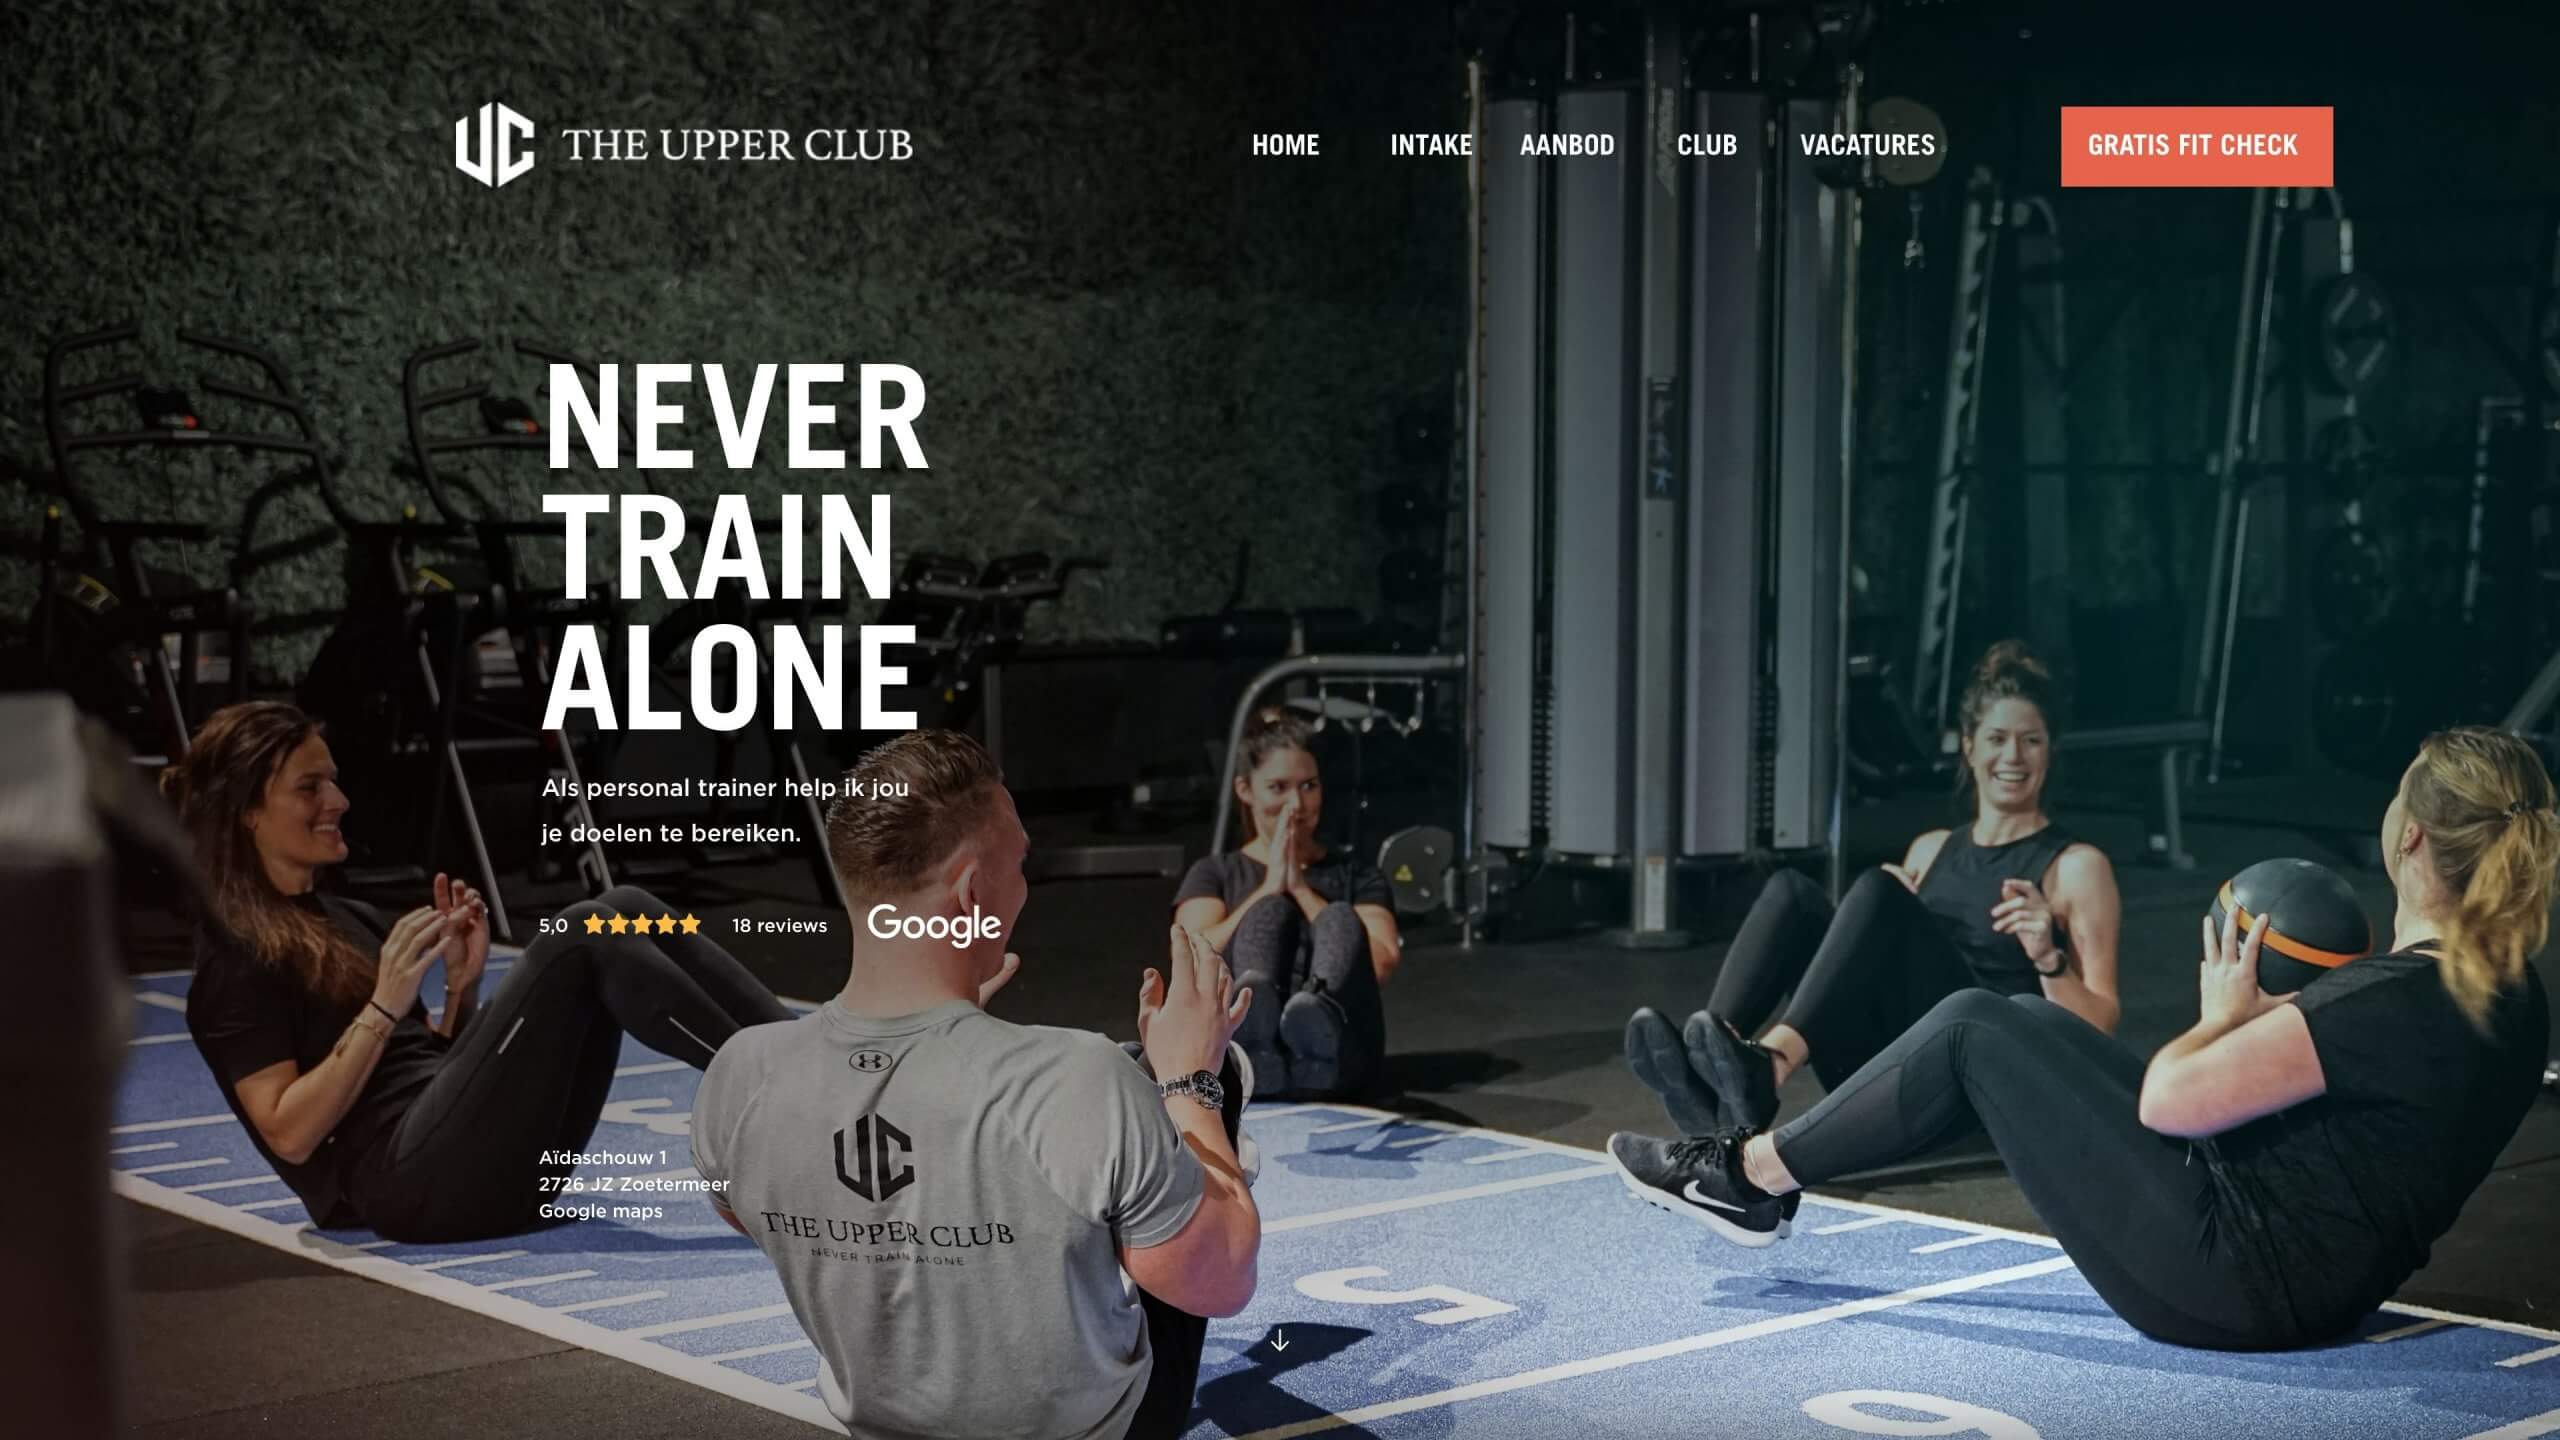 UC THE UPPER CLUB
HOME INTAKE AANBOD CLUB VACATURES
GRATIS FIT CHECK
NEVER
TRAIN
ALONE
Als personal trainer help ik jou
je doelen te bereiken.
5,0 18 reviews Google
Aïdaschouw 1
2726 JZ Zoetermeer
Google maps
UC
THE UPPER CLUB
NEVER TRAIN ALONE
5
6